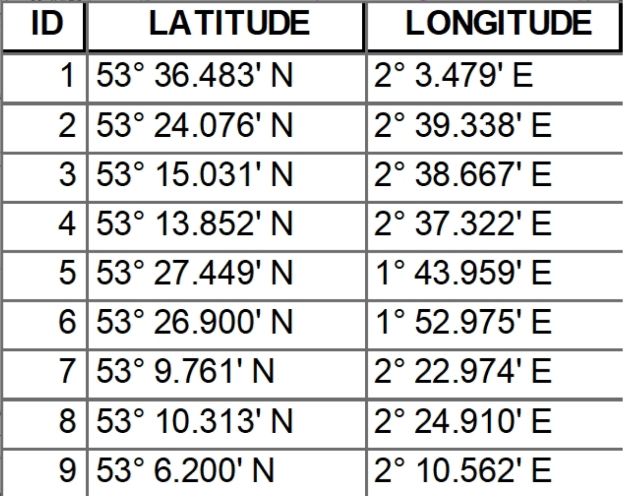 ID LATITUDE LONGITUDE
1 53° 36.483' N 2° 3.479' E
2 53° 24.076' N 2° 39.338' E
3 53° 15.031' N 2° 38.667' E
4 53° 13.852' N 2° 37.322' E
5 53° 27.449' N 1° 43.959' E
6 53° 26.900' N 1° 52.975' E
7 53° 9.761' N 2° 22.974' E
8 53° 10.313' N 2° 24.910' E
9 53° 6.200' N 2° 10.562' E